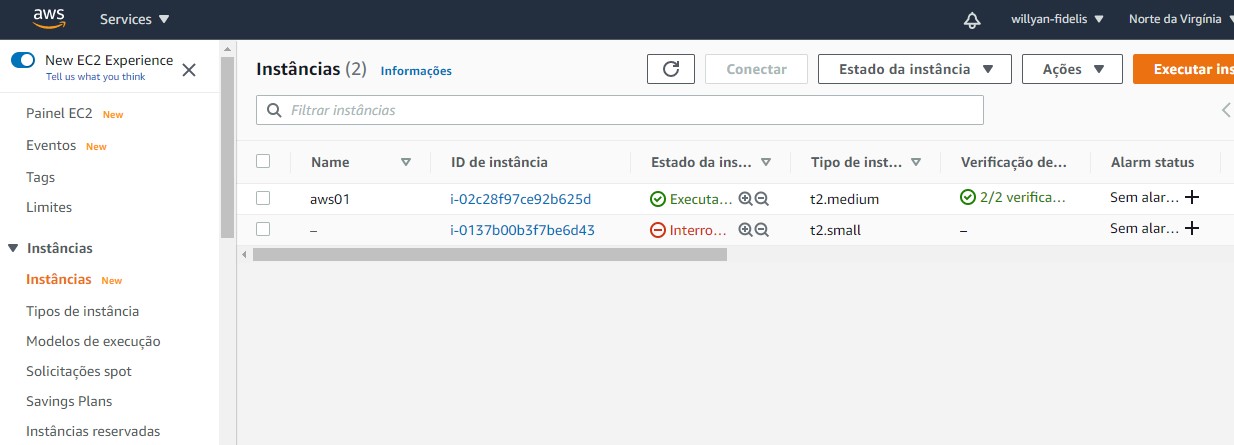 aws Services willyan-fidelis Norte da Virgínia
New EC2 Experience
Tell us what you think
Painel EC2 New
Eventos New
Tags
Limites
Instâncias
Instâncias New
Tipos de instância
Modelos de execução
Solicitações spot
Savings Plans
Instâncias reservadas
Instâncias (2) Informações Conectar Estado da instância Ações Executar ins
Filtrar instâncias
Name ID de instância Estado da ins... Tipo de inst... Verificação de... Alarm status
aws01 i-02c28f97ce92b625d Executa... t2.medium 2/2 verifica... Sem alar... +
– i-0137b00b3f7be6d43 Interro... t2.small – Sem alar... +